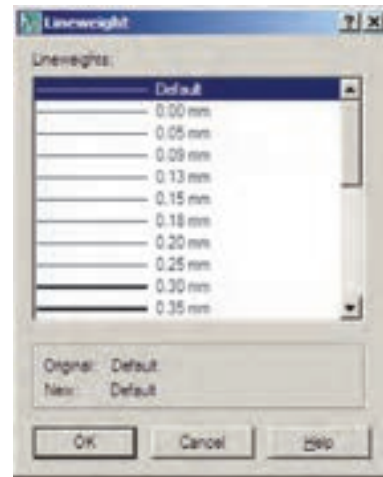 Lineweight
Lineweights:
Default
0.00 mm
0.05 mm
0.09 mm
0.13 mm
0.15 mm
0.18 mm
0.20 mm
0.25 mm
0.30 mm
0.35 mm
Original: Default
New: Default
OK Cancel Help